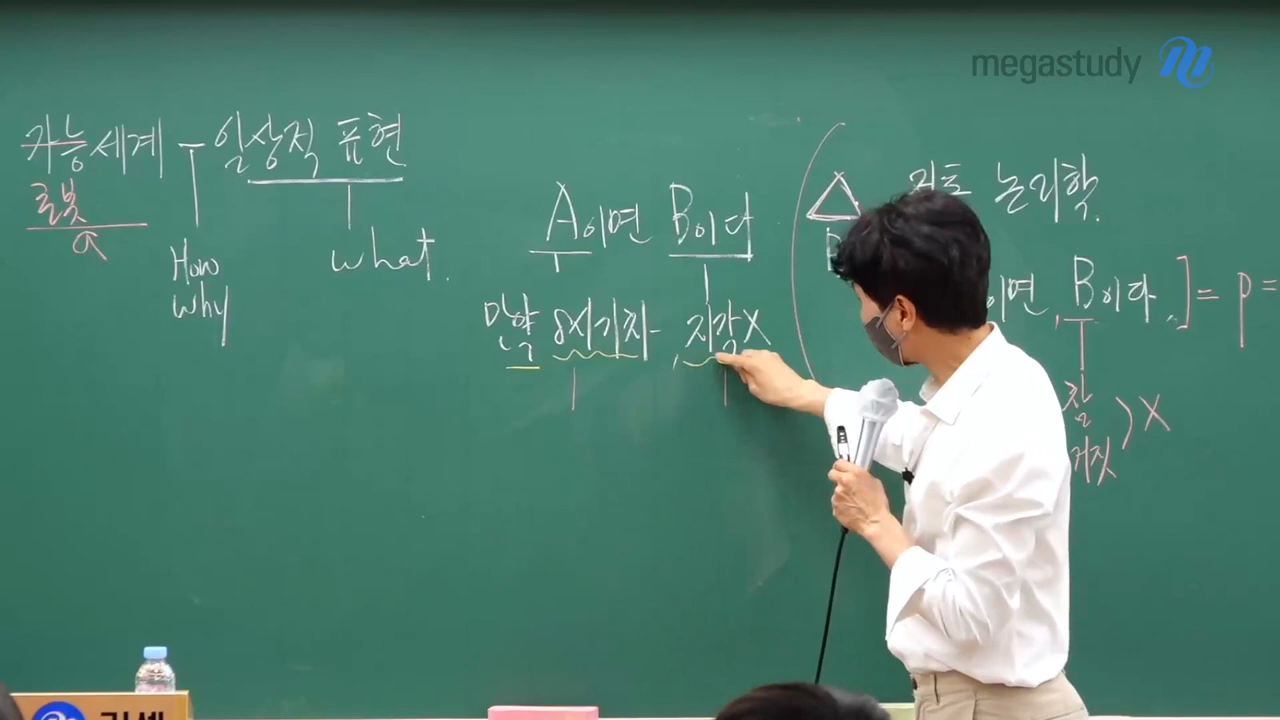 megastudy
가능세계 - 일상적 표현
로봇
a
How
why
what.
A이면 B이다
만약 8시기차, 지각X
논리학.
이면, B이다.] = P =
참
거짓 ) X